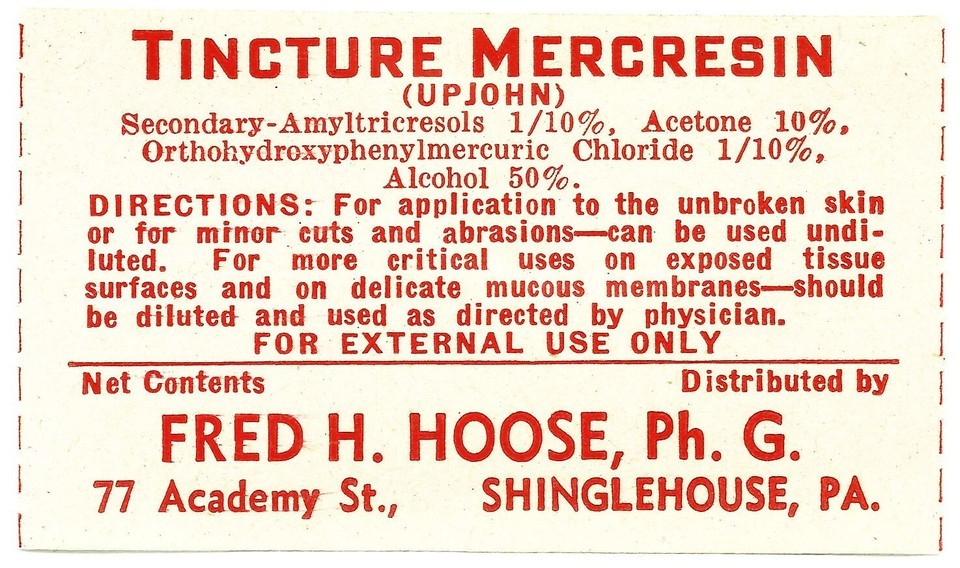 TINCTURE MERCRESIN
(UPJOHN)
Secondary-Amyltricresols 1/10%, Acetone 10%,
Orthohydroxyphenylmercuric Chloride 1/10%,
Alcohol 50%.
DIRECTIONS: For application to the unbroken skin
or for minor cuts and abrasions—can be used undi-
luted. For more critical uses on exposed tissue
surfaces and on delicate mucous membranes—should
be diluted and used as directed by physician.
FOR EXTERNAL USE ONLY
Net Contents Distributed by
FRED H. HOOSE, Ph. G.
77 Academy St., SHINGLEHOUSE, PA.